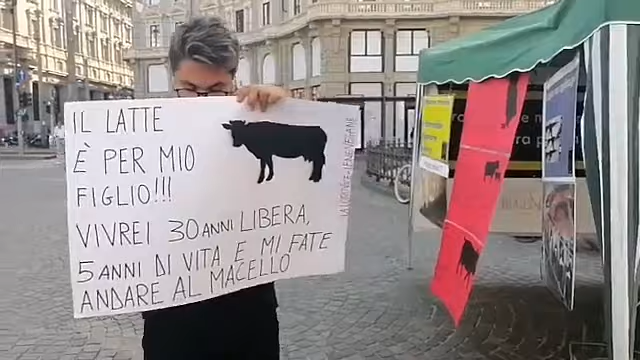 IL LATTE
È PER MIO
FIGLIO!!!
VIVREI 30 ANNI LIBERA,
5 ANNI DI VITA E MI FATE
ANDARE AL MACELLO